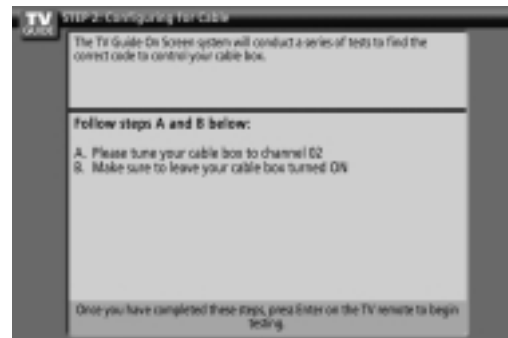 TV
GUIDE
STEP 2: Configuring for Cable
The TV Guide On Screen system will conduct a series of tests to find the
correct code to control your cable box.
Follow steps A and B below:
A. Please tune your cable box to channel 02
B. Make sure to leave your cable box turned ON
Once you have completed these steps, press Enter on the TV remote to begin
testing.